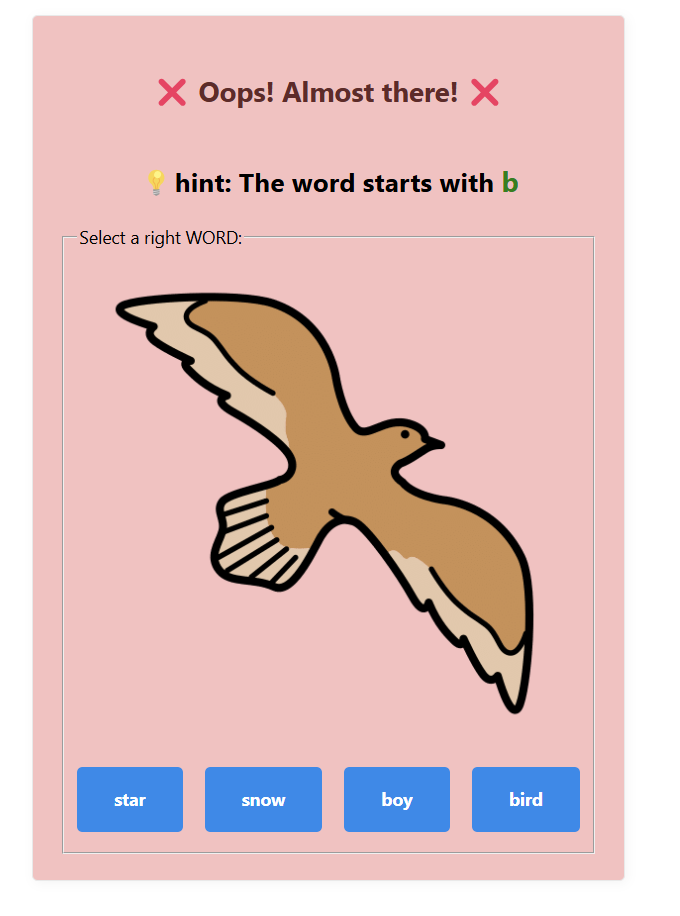 ❌ Oops! Almost there! ❌
💡 hint: The word starts with b
Select a right WORD:
star snow boy bird